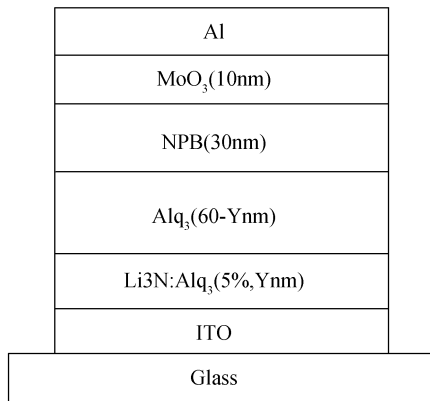 Al
MoO₃(10nm)
NPB(30nm)
Alq₃(60-Ynm)
Li3N:Alq₃(5%,Ynm)
ITO
Glass